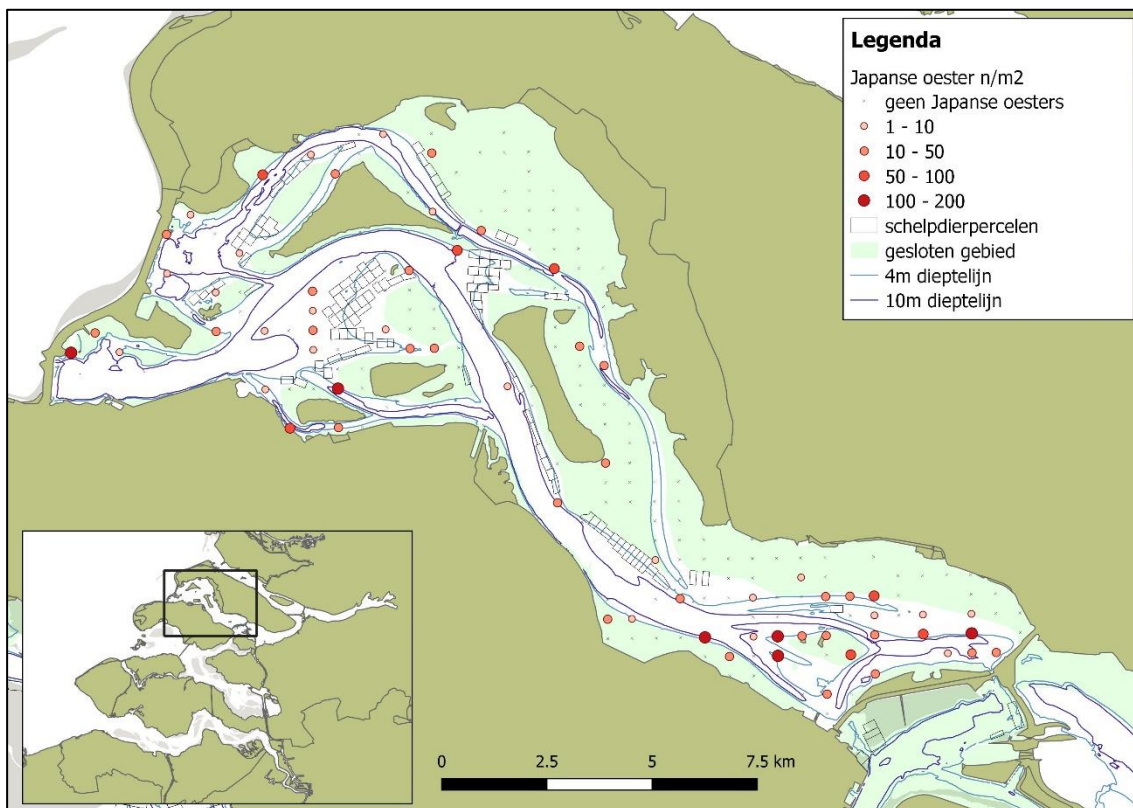 Legenda
Japanse oester n/m2
geen Japanse oesters
1 - 10
10 - 50
50 - 100
100 - 200
schelpdierpercelen
gesloten gebied
4m dieptelijn
10m dieptelijn
0 2.5 5 7.5 km